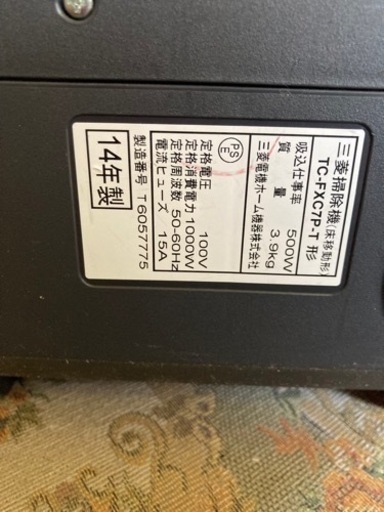 三菱掃除機(床移動形)
TC-FXC7P-T 形
吸込仕事率 500W
質量 3.9kg
三菱電機ホーム機器株式会社
PS
E
定格電圧 100V
定格消費電力 1000W
定格周波数 50-60Hz
電流ヒューズ 15A
製造番号 T6057775
14年製